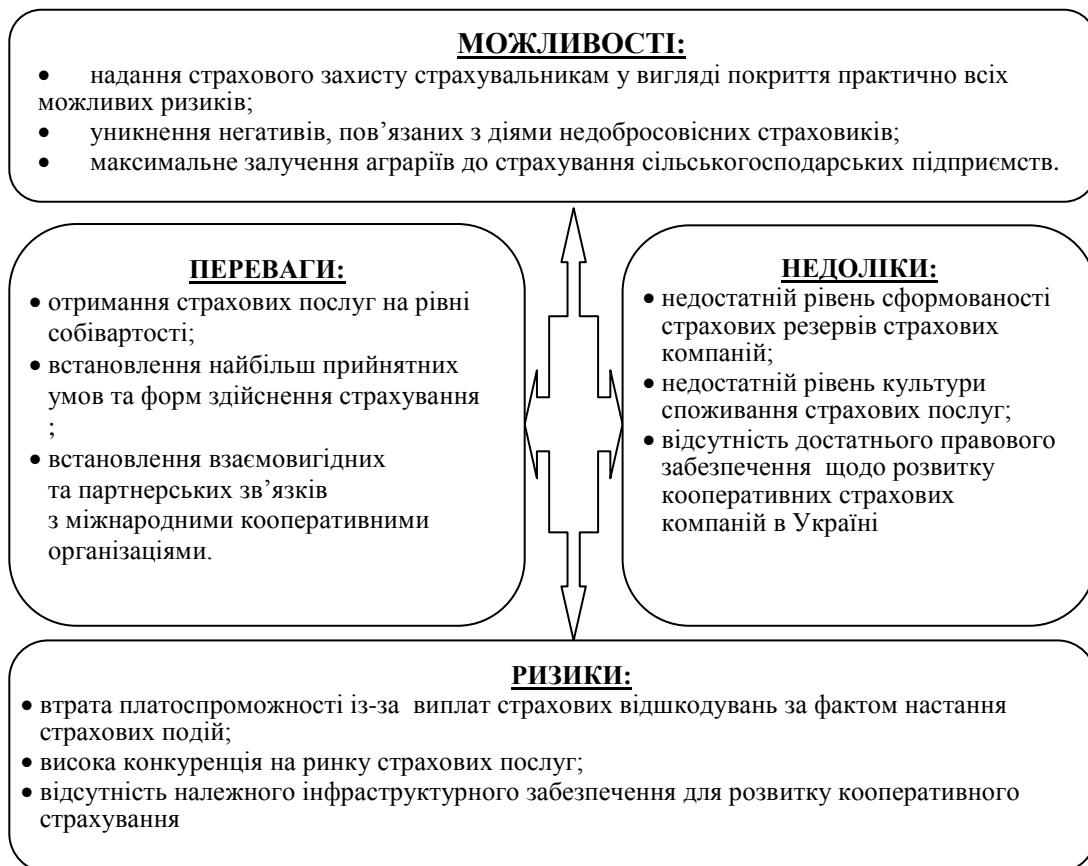 МОЖЛИВОСТІ:
• надання страхового захисту страхувальникам у вигляді покриття практично всіх
можливих ризиків;
• уникнення негативів, пов’язаних з діями недобросовісних страховиків;
• максимальне залучення аграріїв до страхування сільськогосподарських підприємств.
ПЕРЕВАГИ:
• отримання страхових послуг на рівні
собівартості;
• встановлення найбільш прийнятних
умов та форм здійснення страхування
;
• встановлення взаємовигідних
та партнерських зв’язків
з міжнародними кооперативними
організаціями.
НЕДОЛІКИ:
• недостатній рівень сформованості
страхових резервів страхових
компаній;
• недостатній рівень культури
споживання страхових послуг;
• відсутність достатнього правового
забезпечення щодо розвитку
кооперативних страхових
компаній в Україні
РИЗИКИ:
• втрата платоспроможності із-за виплат страхових відшкодувань за фактом настання
страхових подій;
• висока конкуренція на ринку страхових послуг;
• відсутність належного інфраструктурного забезпечення для розвитку кооперативного
страхування